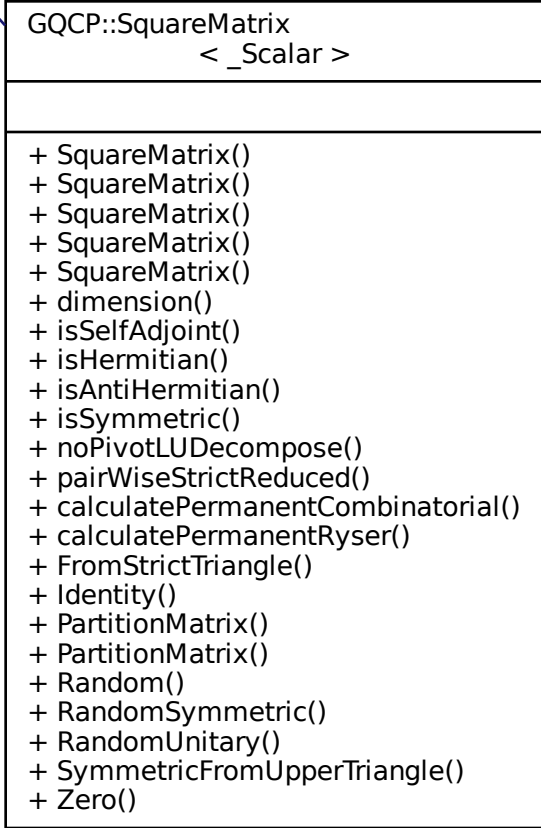 GQCP::SquareMatrix
< _Scalar >
+ SquareMatrix()
+ SquareMatrix()
+ SquareMatrix()
+ SquareMatrix()
+ SquareMatrix()
+ dimension()
+ isSelfAdjoint()
+ isHermitian()
+ isAntiHermitian()
+ isSymmetric()
+ noPivotLUDecompose()
+ pairWiseStrictReduced()
+ calculatePermanentCombinatorial()
+ calculatePermanentRyser()
+ FromStrictTriangle()
+ Identity()
+ PartitionMatrix()
+ PartitionMatrix()
+ Random()
+ RandomSymmetric()
+ RandomUnitary()
+ SymmetricFromUpperTriangle()
+ Zero()